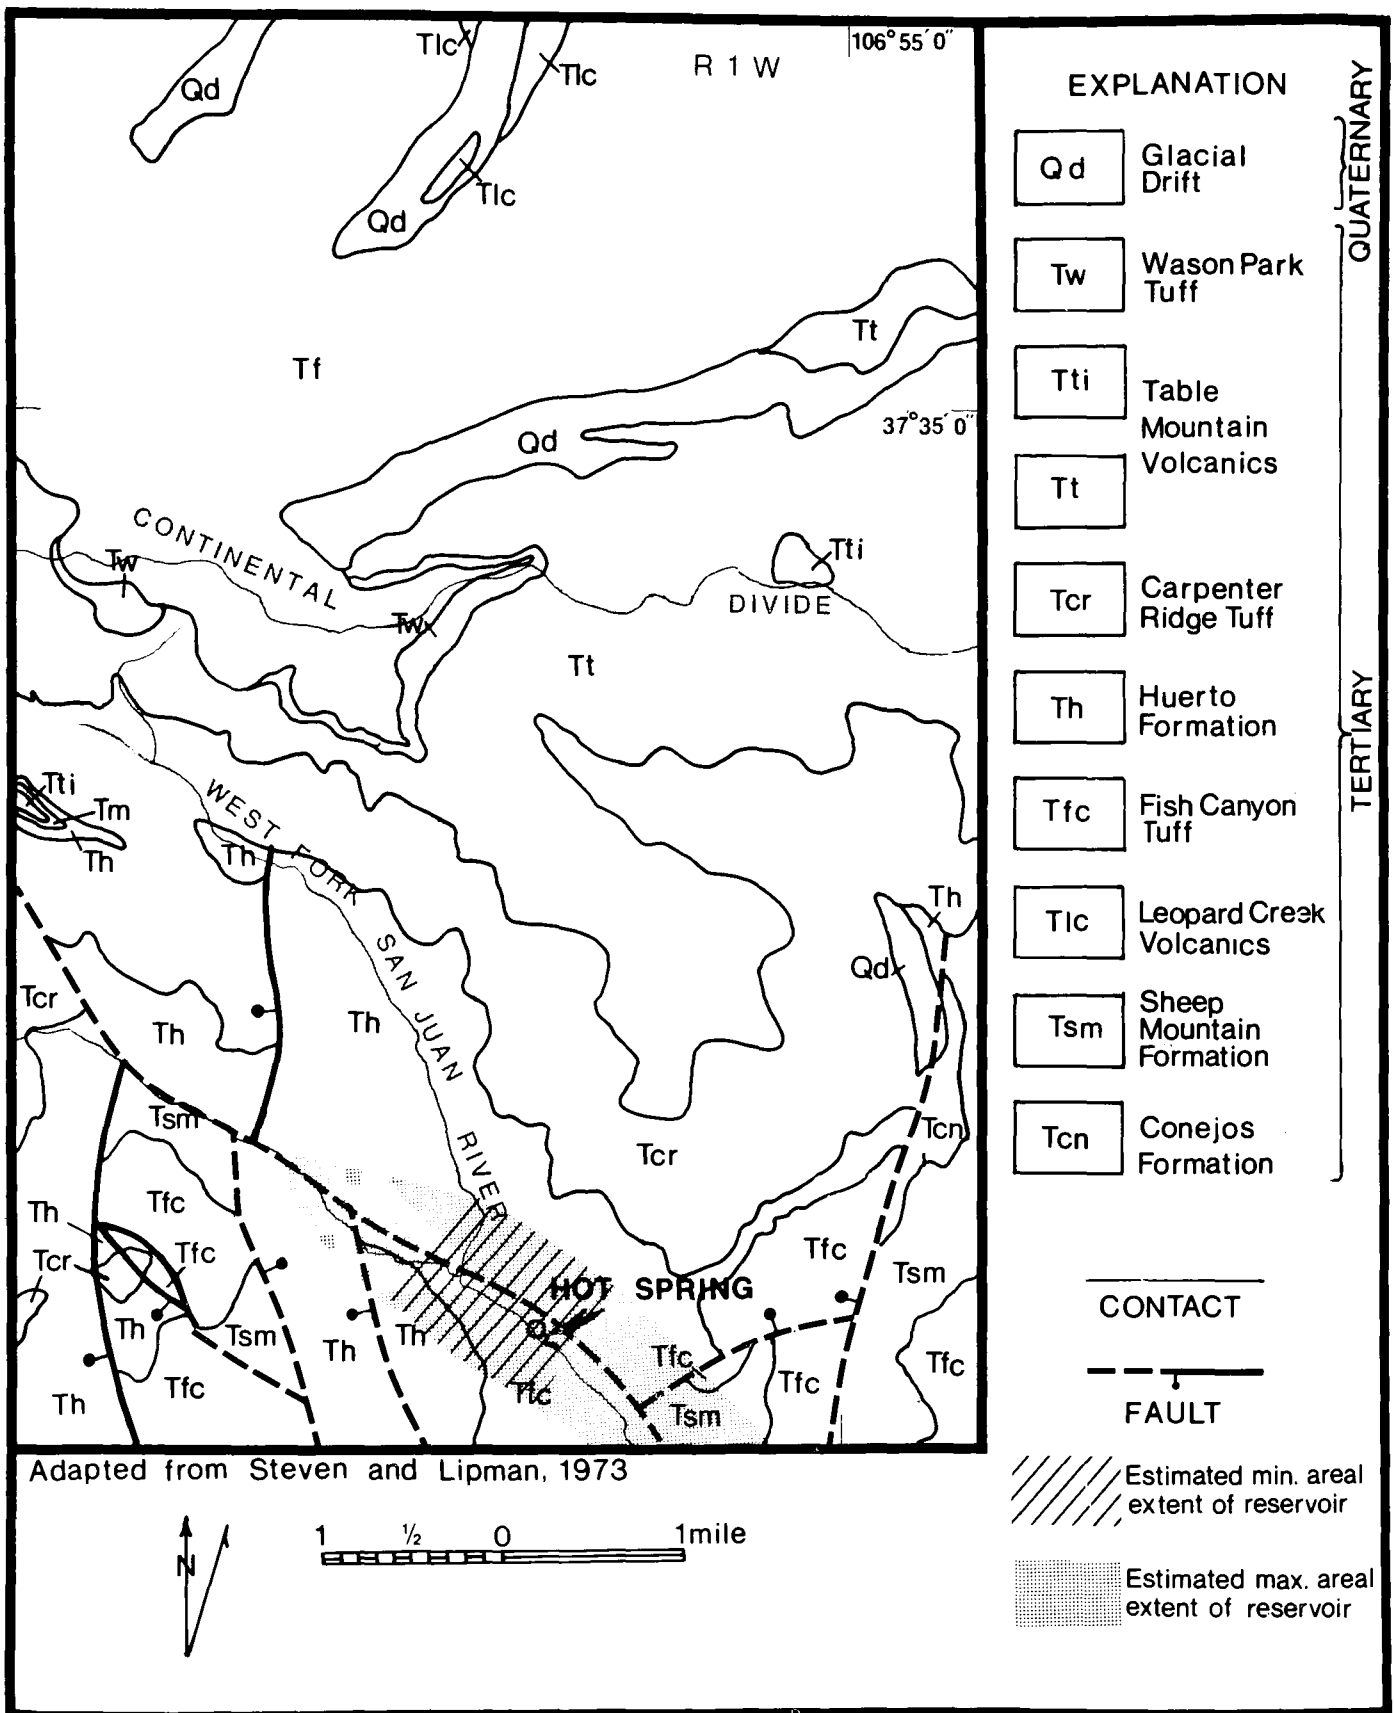 Tlc
106°55'0"
R 1 W
Tlc
Qd
Tlc
Qd
Tt
Tf
37°35'0"
Qd
CONTINENTAL
Tw
Tti
DIVIDE
Tw
Tt
Tti
Tm
Th
WEST FORK SAN JUAN RIVER
Th
Th
Qd
Tcr
Th
Th
Tsm
Tcn
Tcr
Tfc
Th
Tfc
Tcr
Tfc
Tsm
HOT SPRING
Th
Tsm
Th
Th
Tfc
Tfc
Tfc
Tfc
Tfc
Th
Tsm
EXPLANATION
Qd
Glacial
Drift
QUATERNARY
Tw
Wason Park
Tuff
Tti
Table
Mountain
Volcanics
Tt
Tcr
Carpenter
Ridge Tuff
Th
Huerto
Formation
TERTIARY
Tfc
Fish Canyon
Tuff
Tlc
Leopard Creek
Volcanics
Tsm
Sheep
Mountain
Formation
Tcn
Conejos
Formation
CONTACT
FAULT
Estimated min. areal
extent of reservoir
Estimated max. areal
extent of reservoir
Adapted from Steven and Lipman, 1973
N
1 ½ 0 1mile